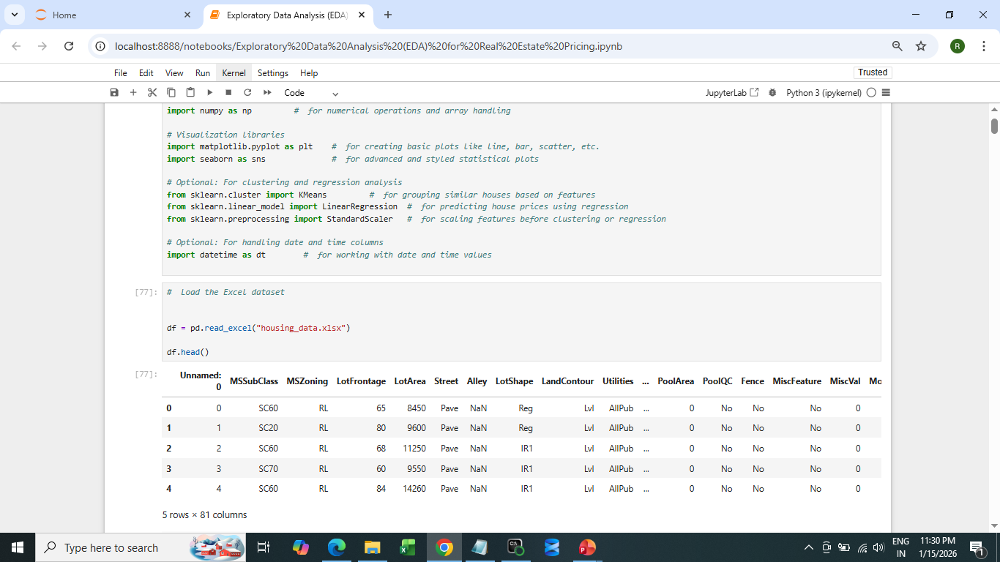 Home
Exploratory Data Analysis (EDA)
localhost:8888/notebooks/Exploratory%20Data%20Analysis%20(EDA)%20for%20Real%20Estate%20Pricing.ipynb
R
File Edit View Run Kernel Settings Help
Trusted
Code
JupyterLab
Python 3 (ipykernel)
import numpy as np # for numerical operations and array handling
# Visualization libraries
import matplotlib.pyplot as plt # for creating basic plots like line, bar, scatter, etc.
import seaborn as sns # for advanced and styled statistical plots
# Optional: For clustering and regression analysis
from sklearn.cluster import KMeans # for grouping similar houses based on features
from sklearn.linear_model import LinearRegression # for predicting house prices using regression
from sklearn.preprocessing import StandardScaler # for scaling features before clustering or regression
# Optional: For handling date and time columns
import datetime as dt # for working with date and time values
[77]: # Load the Excel dataset
df = pd.read_excel("housing_data.xlsx")
df.head()
[77]:
Unnamed: 0 MSSubClass MSZoning LotFrontage LotArea Street Alley LotShape LandContour Utilities ... PoolArea PoolQC Fence MiscFeature MiscVal Mo
0 0 SC60 RL 65 8450 Pave NaN Reg Lvl AllPub ... 0 No No No 0
1 1 SC20 RL 80 9600 Pave NaN Reg Lvl AllPub ... 0 No No No 0
2 2 SC60 RL 68 11250 Pave NaN IR1 Lvl AllPub ... 0 No No No 0
3 3 SC70 RL 60 9550 Pave NaN IR1 Lvl AllPub ... 0 No No No 0
4 4 SC60 RL 84 14260 Pave NaN IR1 Lvl AllPub ... 0 No No No 0
5 rows × 81 columns
Type here to search
ENG
IN
11:30 PM
1/15/2026
1